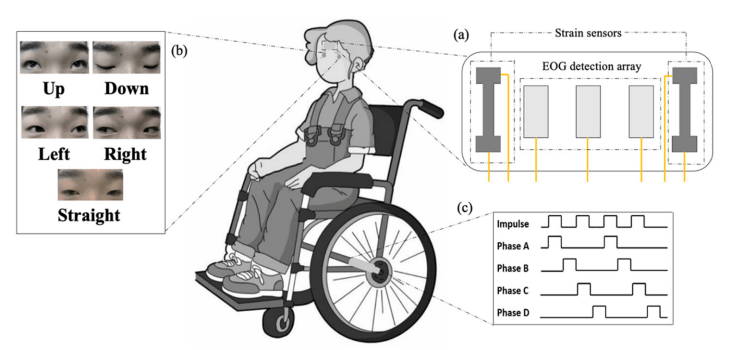 (a)
Strain sensors
EOG detection array
(b)
Up Down
Left Right
Straight
(c)
Impulse
Phase A
Phase B
Phase C
Phase D